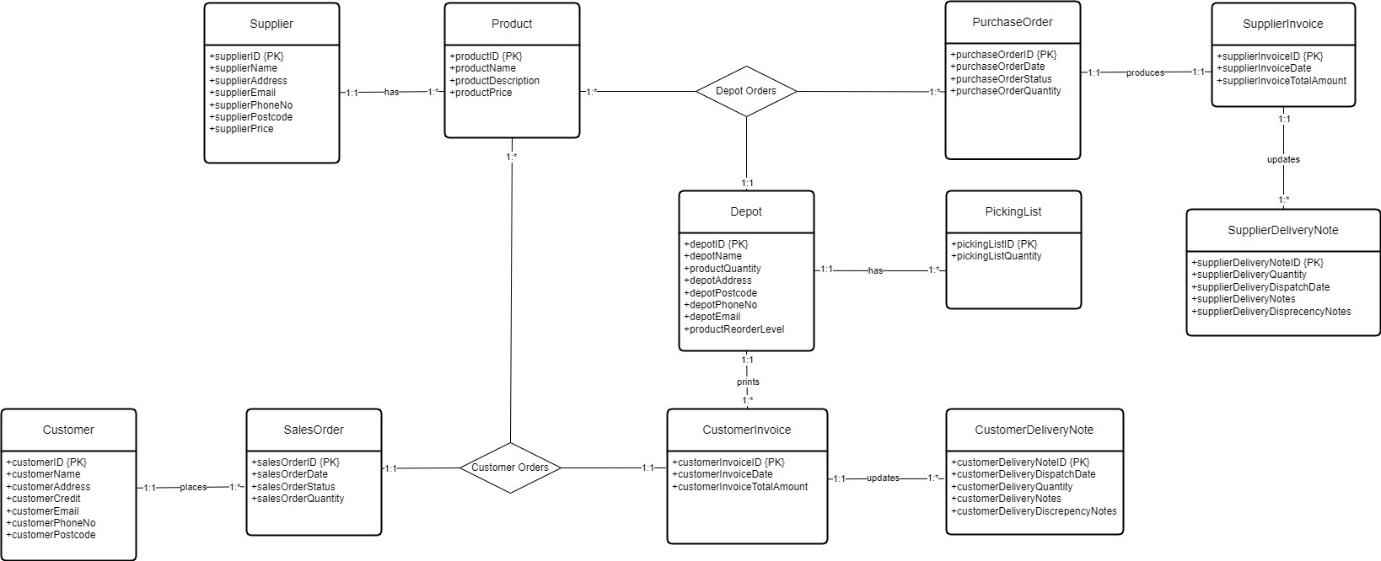 Supplier
+supplierID {PK}
+supplierName
+supplierAddress
+supplierEmail
+supplierPhoneNo
+supplierPostcode
+supplierPrice
1:1
has
1:*
Product
+productID {PK}
+productName
+productDescription
+productPrice
1:*
Depot Orders
1:*
PurchaseOrder
+purchaseOrderID {PK}
+purchaseOrderDate
+purchaseOrderStatus
+purchaseOrderQuantity
1:1
produces
1:1
SupplierInvoice
+supplierInvoiceID {PK}
+supplierInvoiceDate
+supplierInvoiceTotalAmount
1:1
updates
1:*
SupplierDeliveryNote
+supplierDeliveryNoteID {PK}
+supplierDeliveryQuantity
+supplierDeliveryDispatchDate
+supplierDeliveryNotes
+supplierDeliveryDisprecencyNotes
1:*
1:1
Depot
+depotID {PK}
+depotName
+productQuantity
+depotAddress
+depotPostcode
+depotPhoneNo
+depotEmail
+productReorderLevel
1:1
has
1:*
PickingList
+pickingListID {PK}
+pickingListQuantity
1:1
prints
1:*
Customer
+customerID {PK}
+customerName
+customerAddress
+customerCredit
+customerEmail
+customerPhoneNo
+customerPostcode
1:1
places
1:*
SalesOrder
+salesOrderID {PK}
+salesOrderDate
+salesOrderStatus
+salesOrderQuantity
1:1
Customer Orders
1:1
CustomerInvoice
+customerInvoiceID {PK}
+customerInvoiceDate
+customerInvoiceTotalAmount
1:1
updates
1:*
CustomerDeliveryNote
+customerDeliveryNoteID {PK}
+customerDeliveryDispatchDate
+customerDeliveryQuantity
+customerDeliveryNotes
+customerDeliveryDiscrepencyNotes